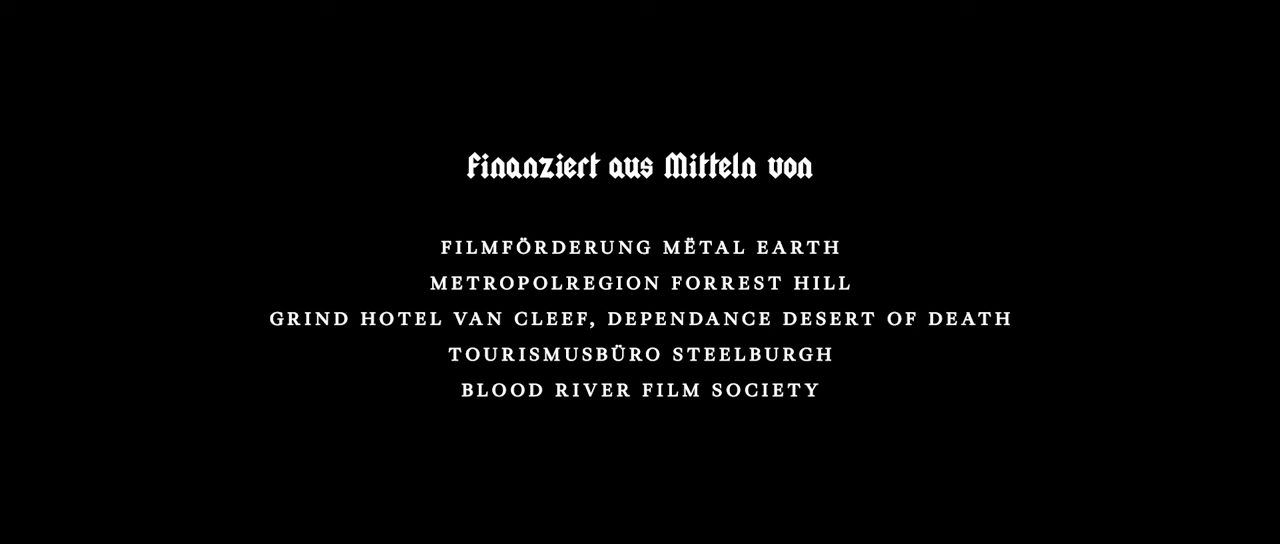 Finanziert aus Mitteln von
FILMFÖRDERUNG MËTAL EARTH
METROPOLREGION FORREST HILL
GRIND HOTEL VAN CLEEF, DEPENDANCE DESERT OF DEATH
TOURISMUSBÜRO STEELBURGH
BLOOD RIVER FILM SOCIETY